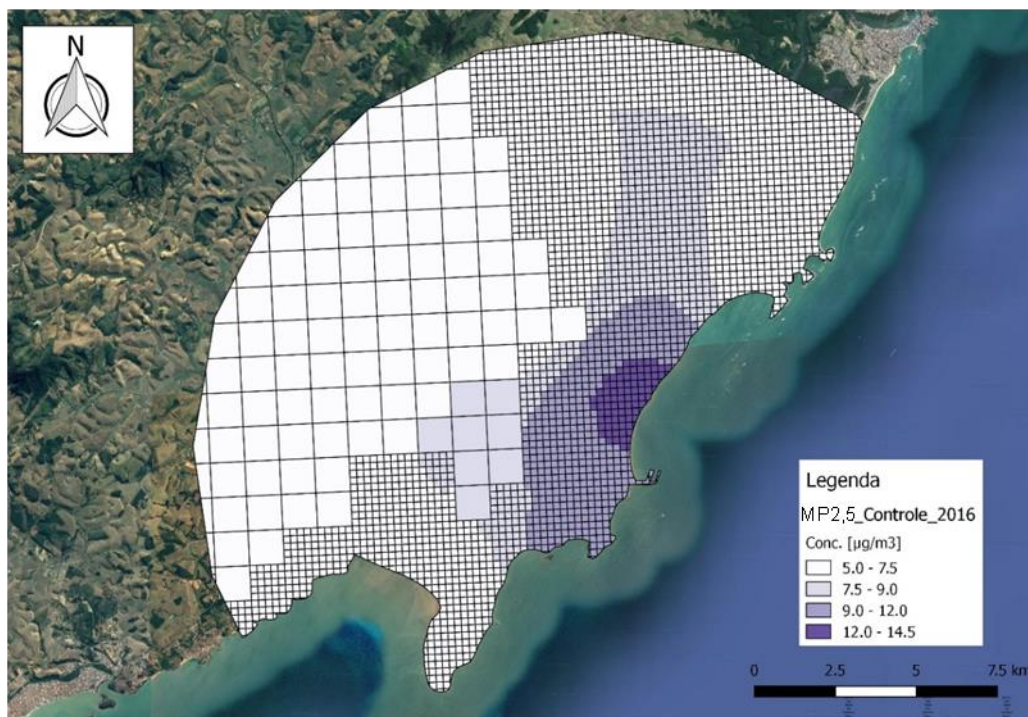 N
Legenda
MP2,5_Controle_2016
Conc. [µg/m3]
5.0 - 7.5
7.5 - 9.0
9.0 - 12.0
12.0 - 14.5
0 2.5 5 7.5 km